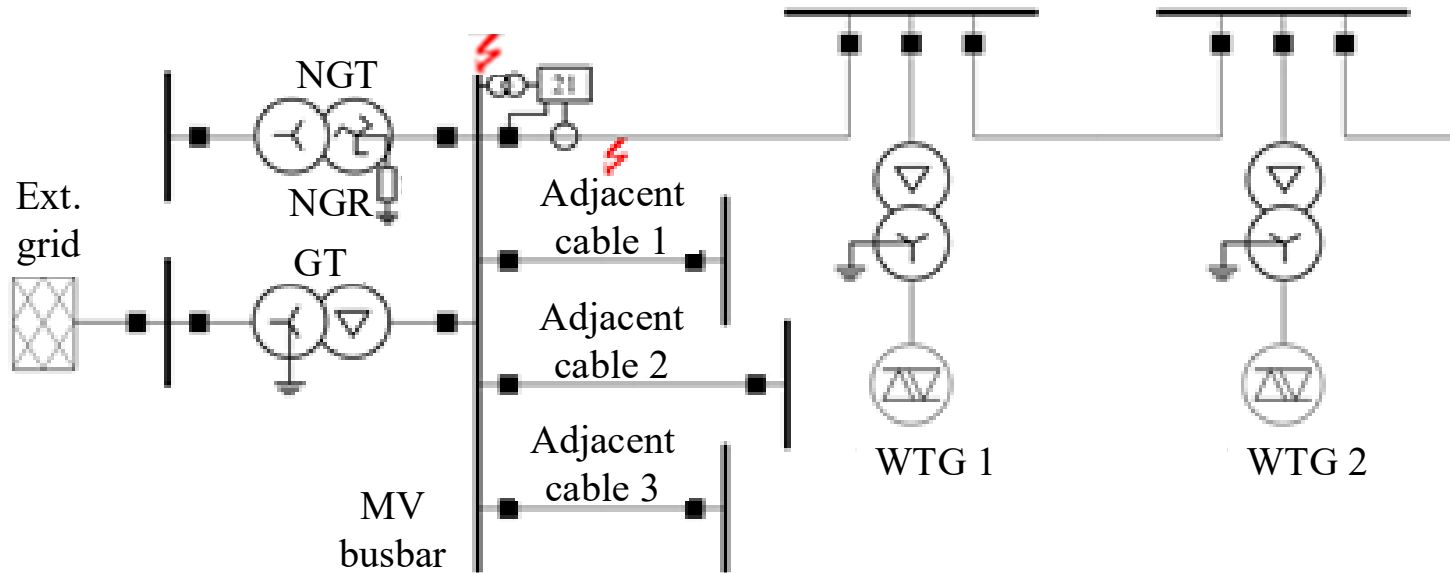 NGT
21
NGR
Ext.
grid
GT
Adjacent
cable 1
Adjacent
cable 2
Adjacent
cable 3
MV
busbar
WTG 1
WTG 2